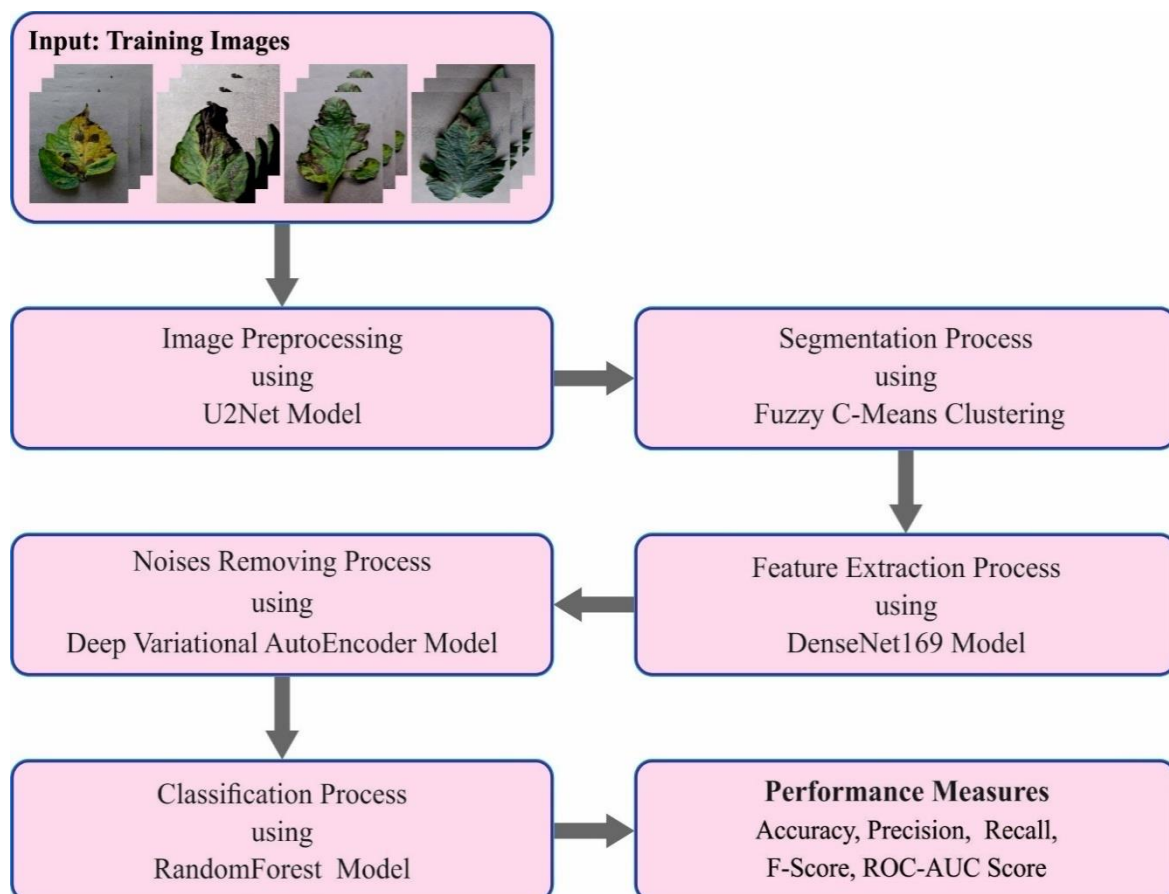 Input: Training Images
Image Preprocessing
using
U2Net Model
Segmentation Process
using
Fuzzy C-Means Clustering
Feature Extraction Process
using
DenseNet169 Model
Noises Removing Process
using
Deep Variational AutoEncoder Model
Classification Process
using
RandomForest Model
Performance Measures
Accuracy, Precision, Recall,
F-Score, ROC-AUC Score